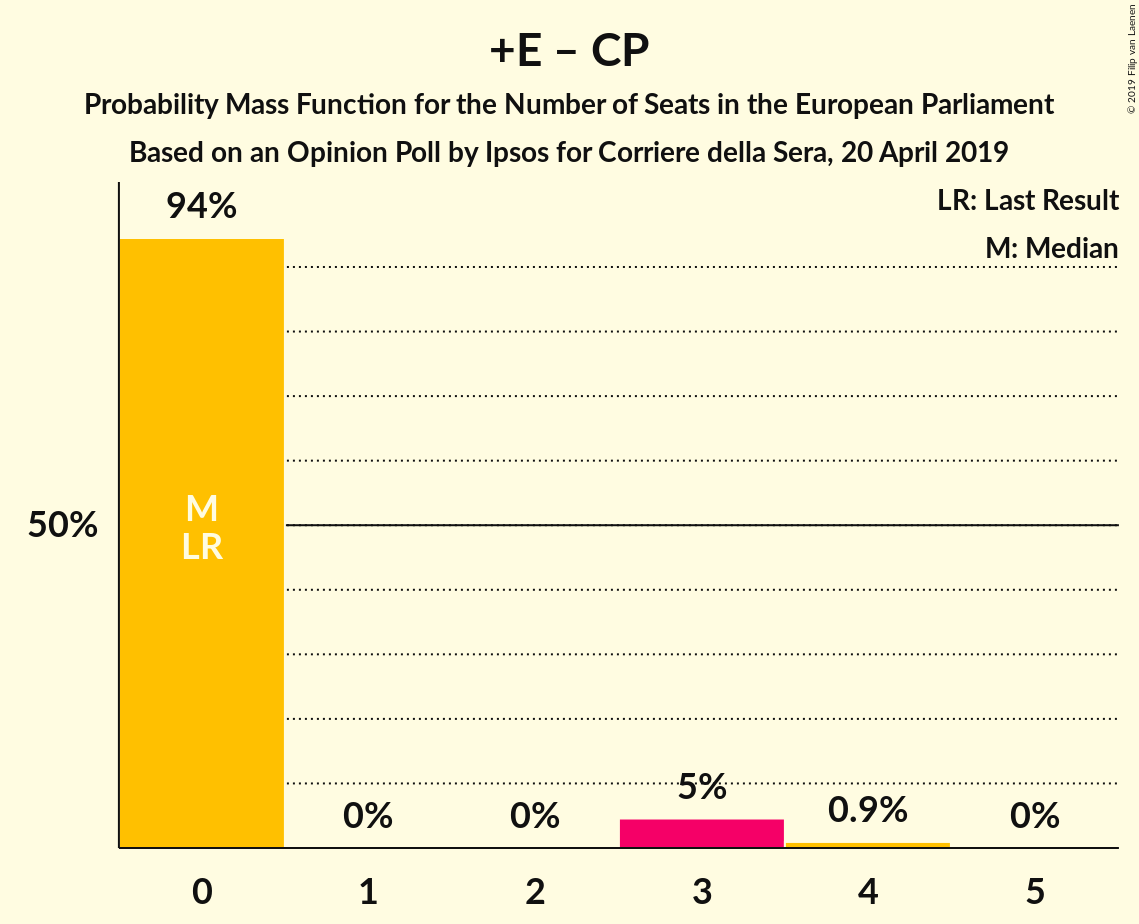 +E – CP
Probability Mass Function for the Number of Seats in the European Parliament
Based on an Opinion Poll by Ipsos for Corriere della Sera, 20 April 2019
© 2019 Filip van Laenen
LR: Last Result
M: Median
94%
50%
M
LR
0%
0%
5%
0.9%
0%
0
1
2
3
4
5